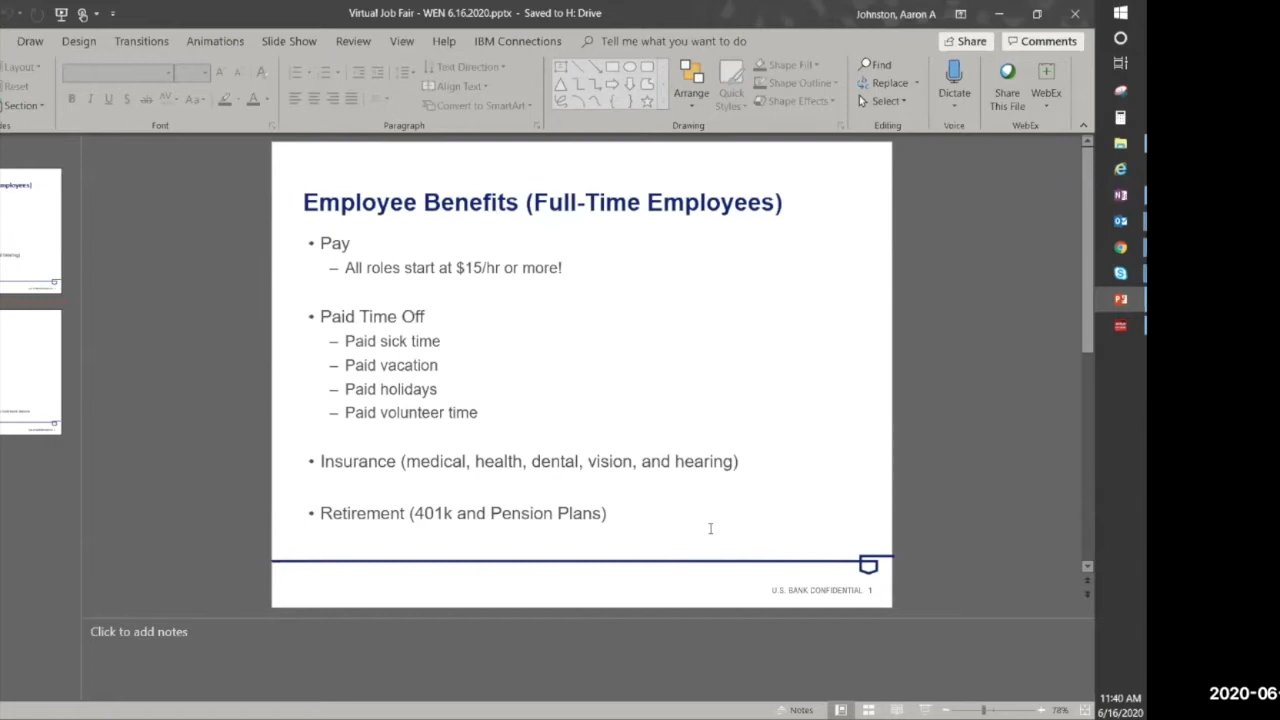 Virtual Job Fair - WEN 6.16.2020.pptx - Saved to H: Drive
Johnston, Aaron A
Draw Design Transitions Animations Slide Show Review View Help IBM Connections Tell me what you want to do Share Comments
Layout
Reset
Section
Text Direction
Align Text
Convert to SmartArt
Arrange
Quick Styles
Shape Fill
Shape Outline
Shape Effects
Find
Replace
Select
Dictate
Share This File
WebEx
Font Paragraph Drawing Editing Voice WebEx
Employee Benefits (Full-Time Employees)
• Pay
– All roles start at $15/hr or more!
• Paid Time Off
– Paid sick time
– Paid vacation
– Paid holidays
– Paid volunteer time
• Insurance (medical, health, dental, vision, and hearing)
• Retirement (401k and Pension Plans)
U.S. BANK CONFIDENTIAL 1
Click to add notes
Notes
78%
11:40 AM
6/16/2020
2020-06-